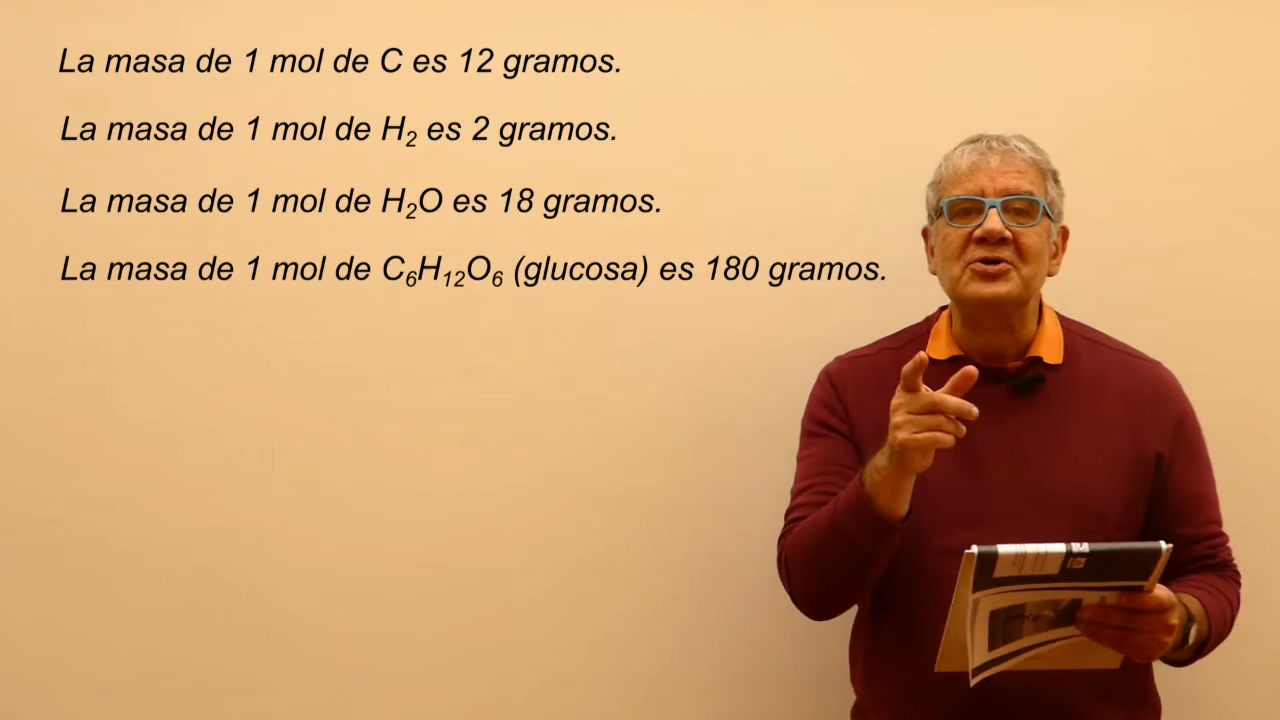 La masa de 1 mol de C es 12 gramos.
La masa de 1 mol de H₂ es 2 gramos.
La masa de 1 mol de H₂O es 18 gramos.
La masa de 1 mol de C₆H₁₂O₆ (glucosa) es 180 gramos.